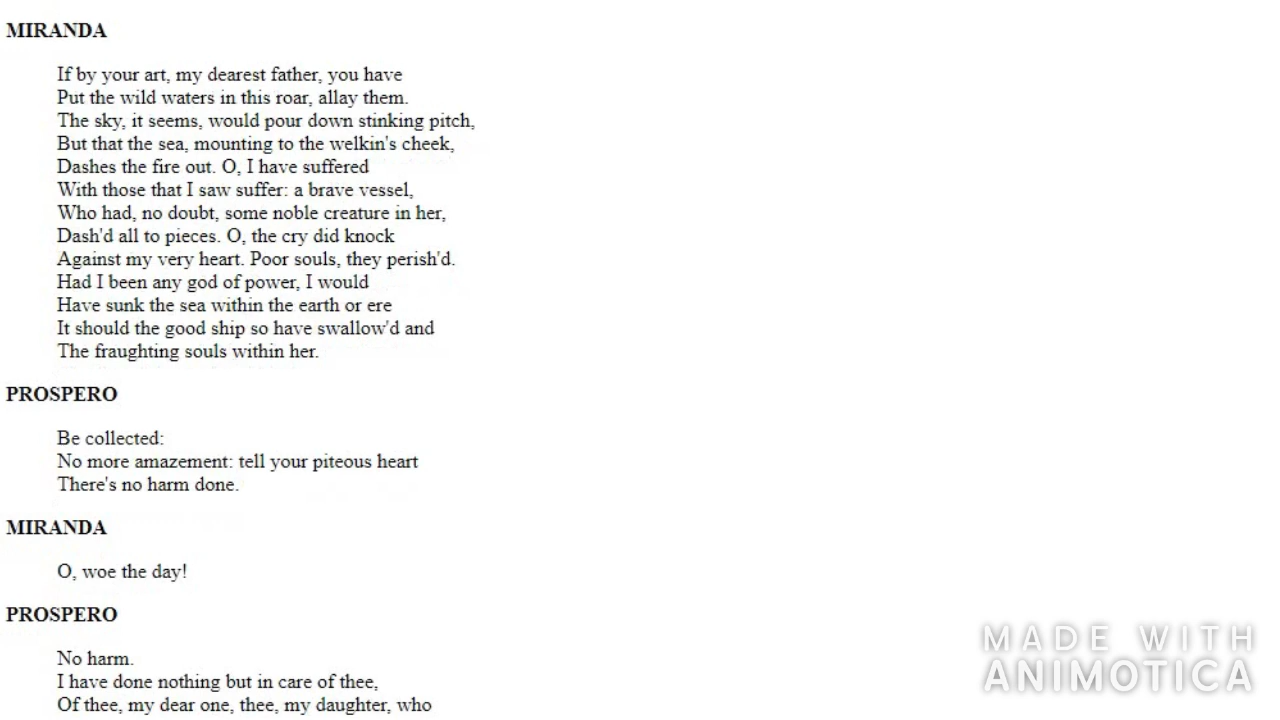 MIRANDA
If by your art, my dearest father, you have
Put the wild waters in this roar, allay them.
The sky, it seems, would pour down stinking pitch,
But that the sea, mounting to the welkin's cheek,
Dashes the fire out. O, I have suffered
With those that I saw suffer: a brave vessel,
Who had, no doubt, some noble creature in her,
Dash'd all to pieces. O, the cry did knock
Against my very heart. Poor souls, they perish'd.
Had I been any god of power, I would
Have sunk the sea within the earth or ere
It should the good ship so have swallow'd and
The fraughting souls within her.
PROSPERO
Be collected:
No more amazement: tell your piteous heart
There's no harm done.
MIRANDA
O, woe the day!
PROSPERO
No harm.
I have done nothing but in care of thee,
Of thee, my dear one, thee, my daughter, who
MADE WITH
ANIMOTICA